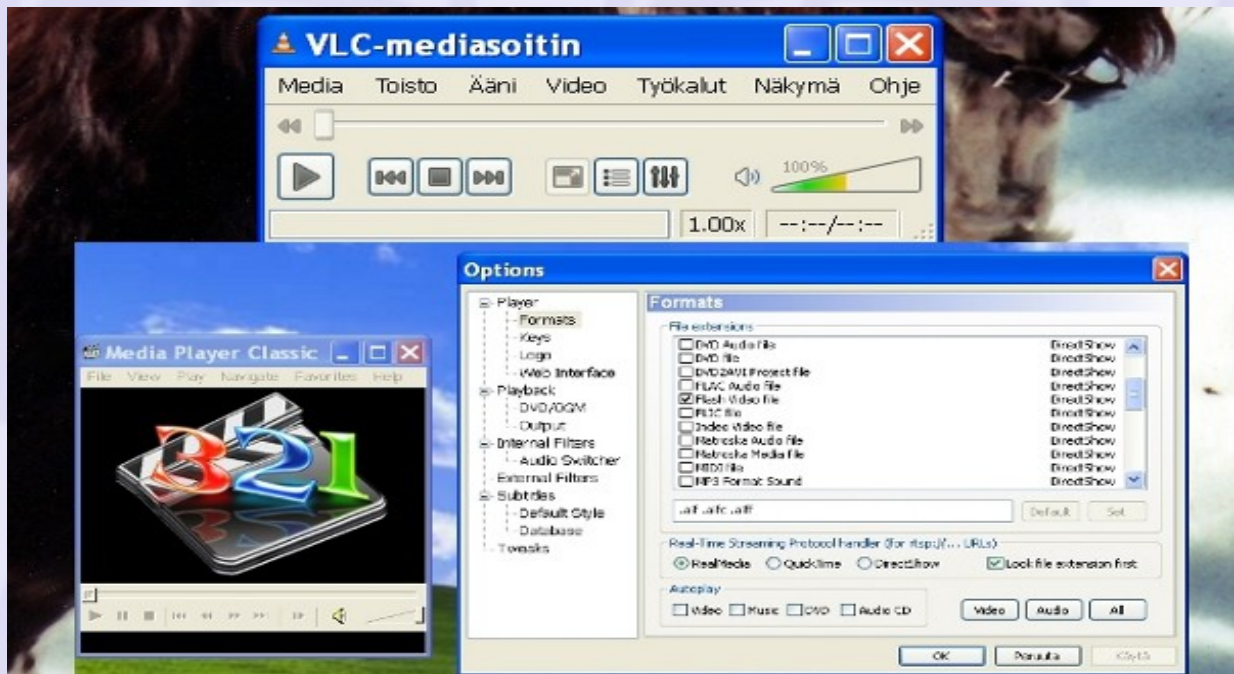 VLC-mediasoitin
Media Toisto Ääni Video Työkalut Näkymä Ohje
100%
1.00x --:--/--:--
Options
Player
Formats
Keys
Logo
Web Interface
Playback
DVD/OGM
Output
Internal Filters
Audio Switcher
External Filters
Subtitles
Default Style
Database
Tweaks
Formats
File extensions
DVD Audio file DirectShow
DVD file DirectShow
DVD2AVI Project file DirectShow
FLAC Audio file DirectShow
Flash Video file DirectShow
FLIC file DirectShow
Indeo Video file DirectShow
Matroska Audio file DirectShow
Matroska Media file DirectShow
MIDI file DirectShow
MP3 Format Sound DirectShow
.aif .aifc .aiff Default Set
Real-Time Streaming Protocol handler (for rtsp://... URLs)
RealMedia QuickTime DirectShow Look file extension first
Autoplay
Video Music DVD Audio CD Video Audio All
OK Peruuta Käytä
Media Player Classic
File View Play Navigate Favorites Help
321